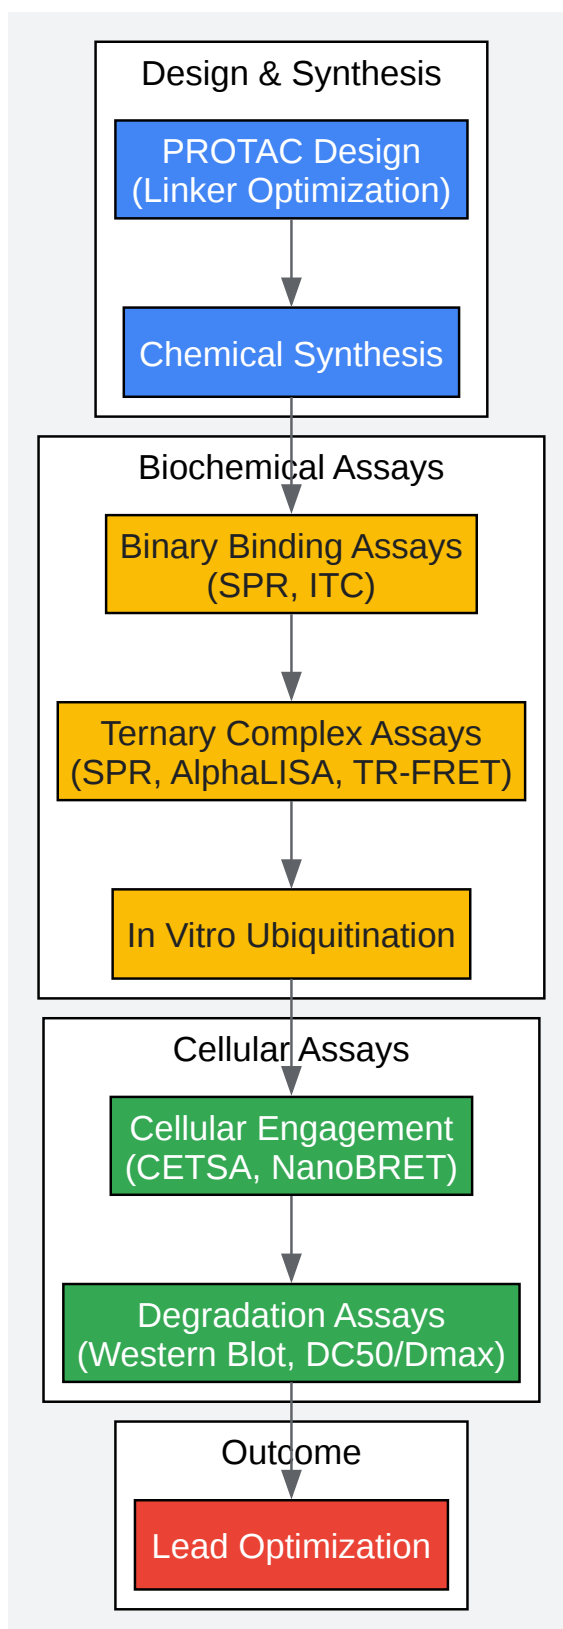 Design & Synthesis
PROTAC Design
(Linker Optimization)
Chemical Synthesis
Biochemical Assays
Binary Binding Assays
(SPR, ITC)
Ternary Complex Assays
(SPR, AlphaLISA, TR-FRET)
In Vitro Ubiquitination
Cellular Assays
Cellular Engagement
(CETSA, NanoBRET)
Degradation Assays
(Western Blot, DC50/Dmax)
Outcome
Lead Optimization